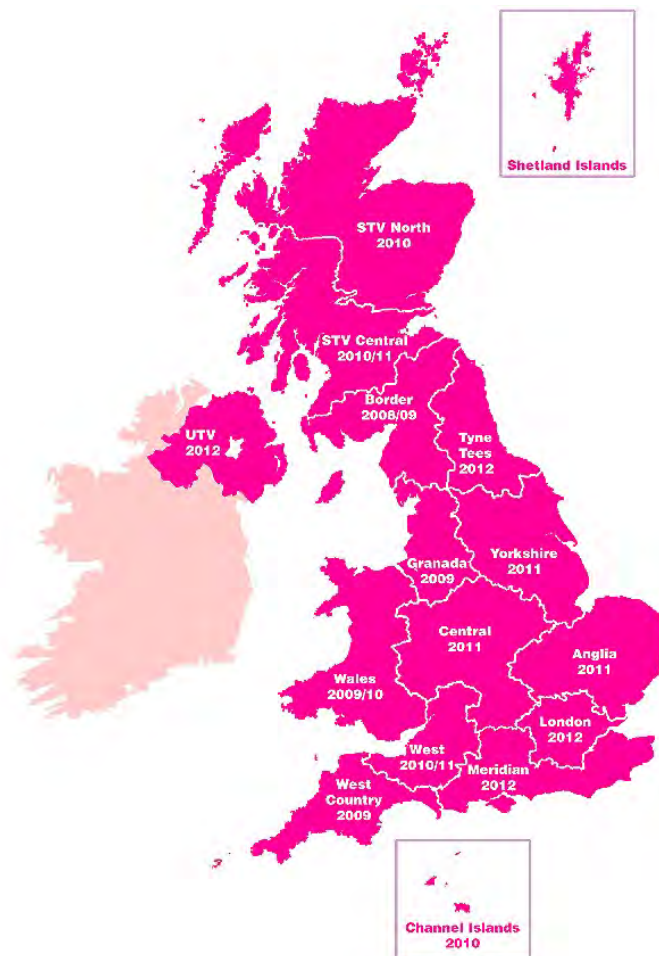 Shetland Islands
STV North
2010
STV Central
2010/11
Border
2008/09
UTV
2012
Tyne
Tees
2012
Granada
2009
Yorkshire
2011
Central
2011
Anglia
2011
Wales
2009/10
London
2012
West
2010/11
Meridian
2012
West
Country
2009
Channel Islands
2010